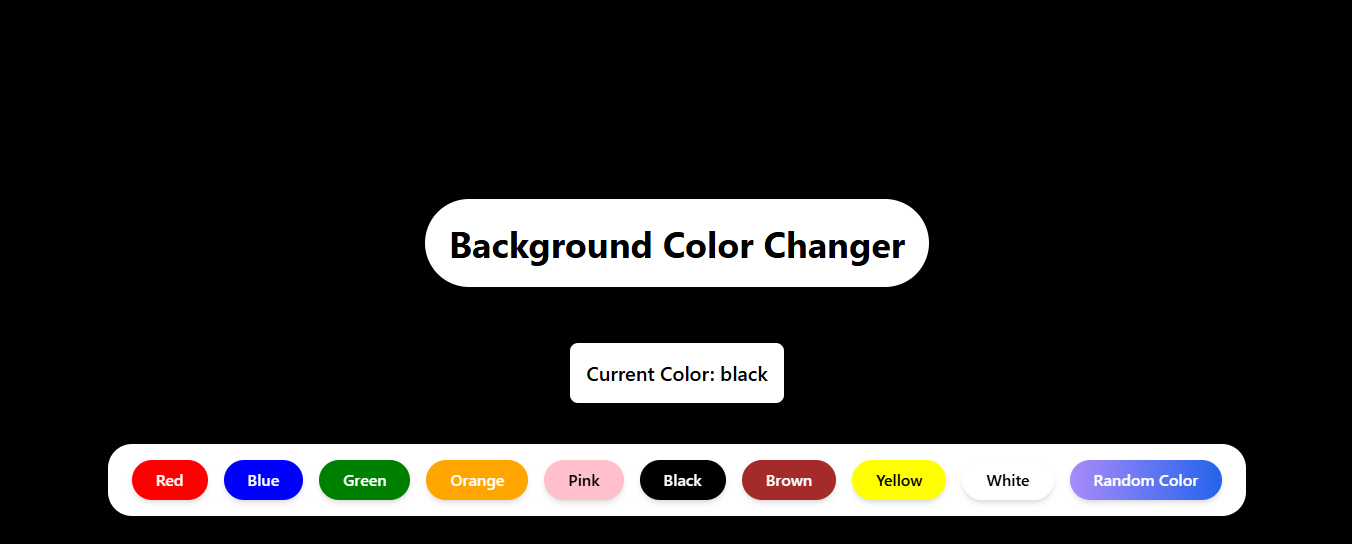 Background Color Changer
Current Color: black
Red Blue Green Orange Pink Black Brown Yellow White Random Color